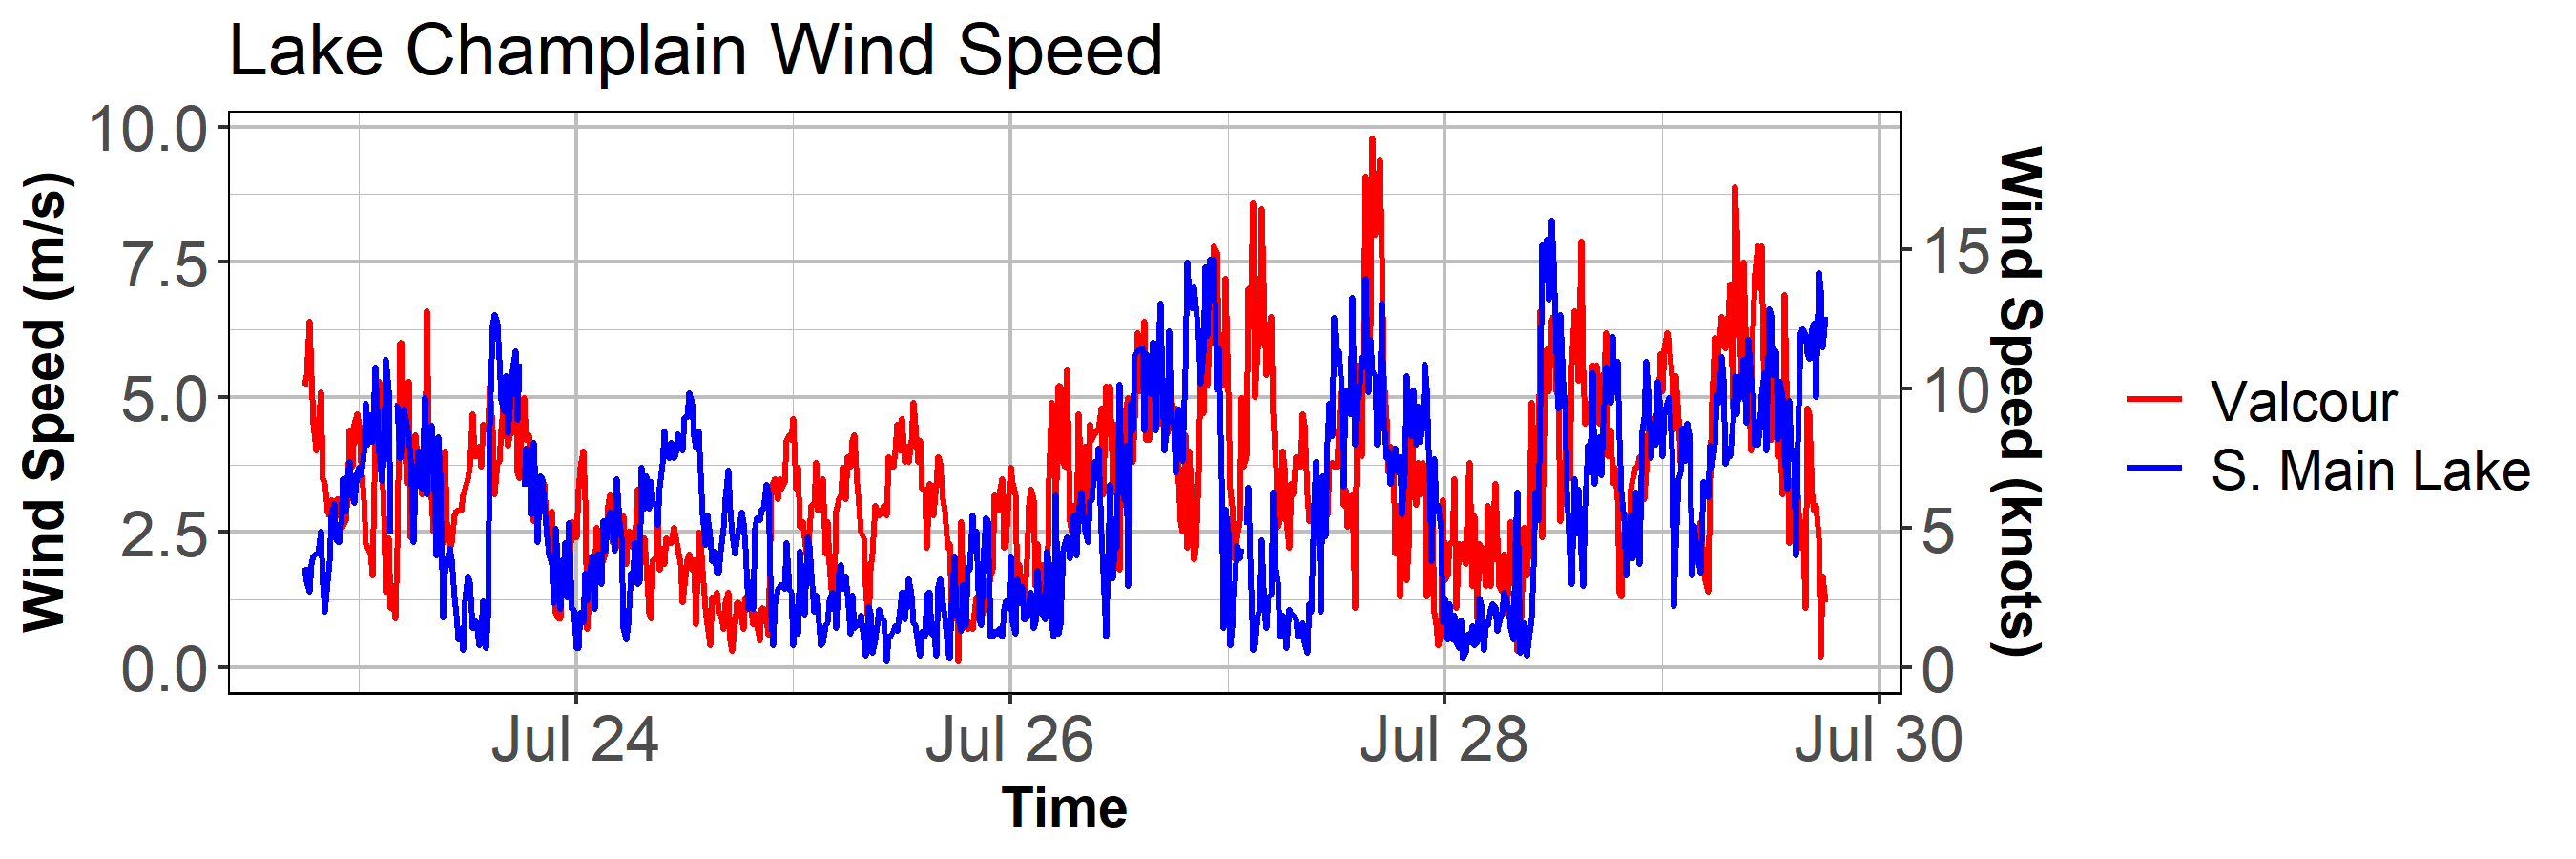 Lake Champlain Wind Speed
Wind Speed (m/s)
10.0
7.5
5.0
2.5
0.0
15
10
5
0
Wind Speed (knots)
Jul 24
Jul 26
Jul 28
Jul 30
Time
Valcour
S. Main Lake